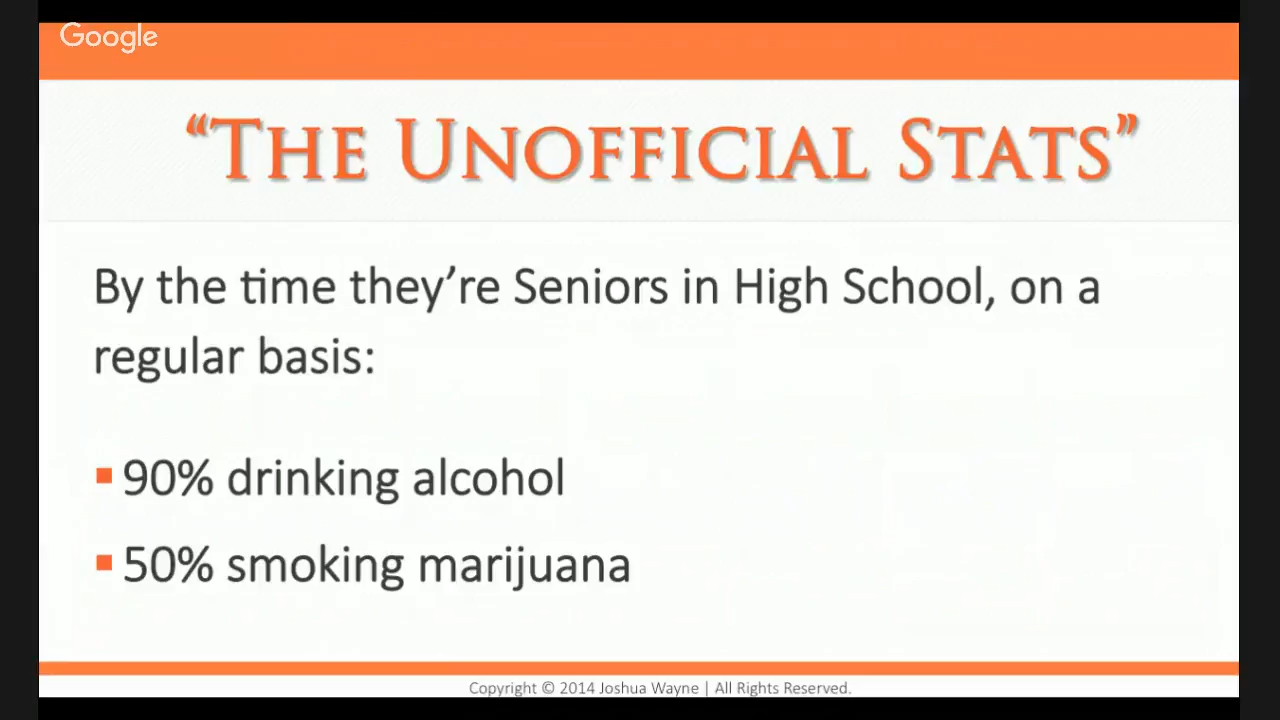 Google
“The Unofficial Stats”
By the time they’re Seniors in High School, on a
regular basis:
90% drinking alcohol
50% smoking marijuana
Copyright © 2014 Joshua Wayne | All Rights Reserved.